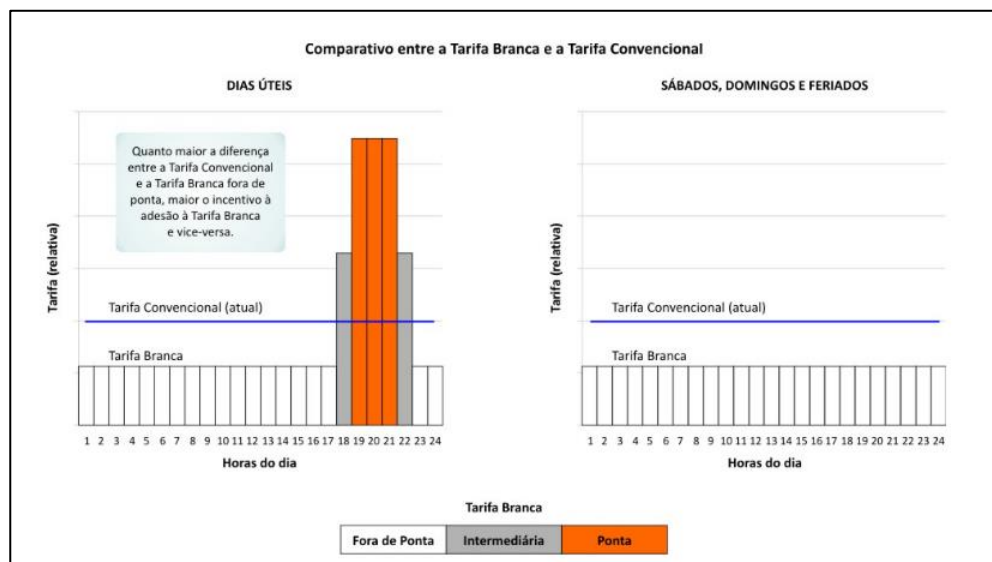 Comparativo entre a Tarifa Branca e a Tarifa Convencional
DIAS ÚTEIS
Quanto maior a diferença
entre a Tarifa Convencional
e a Tarifa Branca fora de
ponta, maior o incentivo à
adesão à Tarifa Branca
e vice-versa.
Tarifa (relativa)
Tarifa Convencional (atual)
Tarifa Branca
1 2 3 4 5 6 7 8 9 10 11 12 13 14 15 16 17 18 19 20 21 22 23 24
Horas do dia
SÁBADOS, DOMINGOS E FERIADOS
Tarifa (relativa)
Tarifa Convencional (atual)
Tarifa Branca
1 2 3 4 5 6 7 8 9 10 11 12 13 14 15 16 17 18 19 20 21 22 23 24
Horas do dia
Tarifa Branca
Fora de Ponta Intermediária Ponta